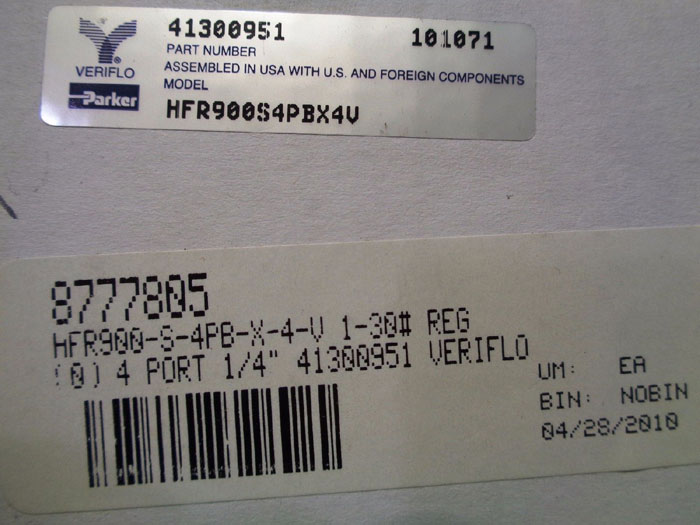 41300951 101071
PART NUMBER
ASSEMBLED IN USA WITH U.S. AND FOREIGN COMPONENTS
MODEL
HFR900S4PBX4V
VERIFLO
Parker
8777805
HFR900-S-4PB-X-4-V 1-30# REG
(0) 4 PORT 1/4" 41300951 VERIFLO
UM: EA
BIN: NOBIN
04/28/2010